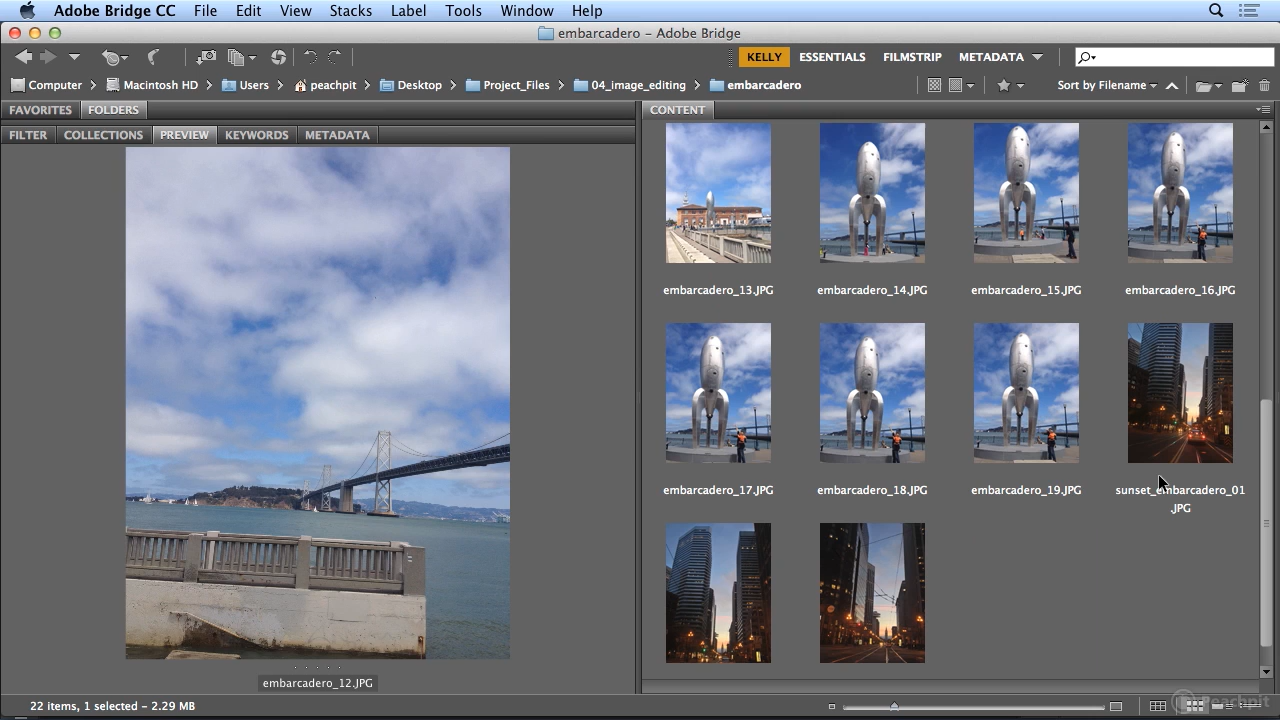 Adobe Bridge CC File Edit View Stacks Label Tools Window Help
embarcadero – Adobe Bridge
KELLY ESSENTIALS FILMSTRIP METADATA
Computer Macintosh HD Users peachpit Desktop Project_Files 04_image_editing embarcadero Sort by Filename
FAVORITES FOLDERS
CONTENT
FILTER COLLECTIONS PREVIEW KEYWORDS METADATA
embarcadero_13.JPG embarcadero_14.JPG embarcadero_15.JPG embarcadero_16.JPG
embarcadero_17.JPG embarcadero_18.JPG embarcadero_19.JPG sunset_embarcadero_01
.JPG
embarcadero_12.JPG
22 items, 1 selected – 2.29 MB
Peachpit